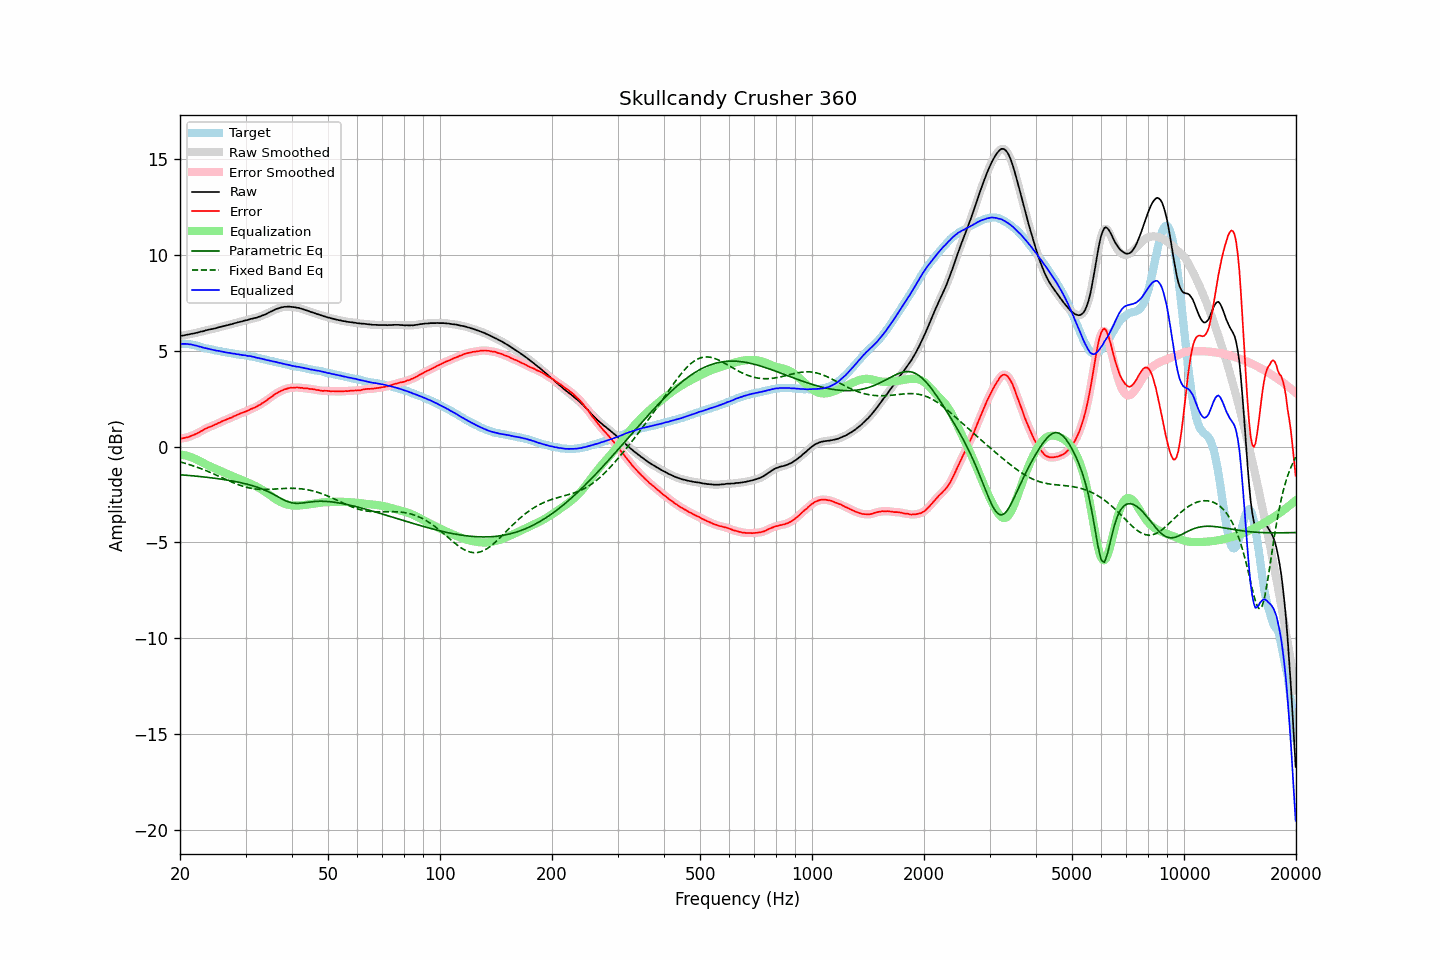 Skullcandy Crusher 360
Target
Raw Smoothed
Error Smoothed
Raw
Error
Equalization
Parametric Eq
Fixed Band Eq
Equalized
15
10
5
0
−5
−10
−15
−20
Amplitude (dBr)
20
50
100
200
500
1000
2000
5000
10000
20000
Frequency (Hz)